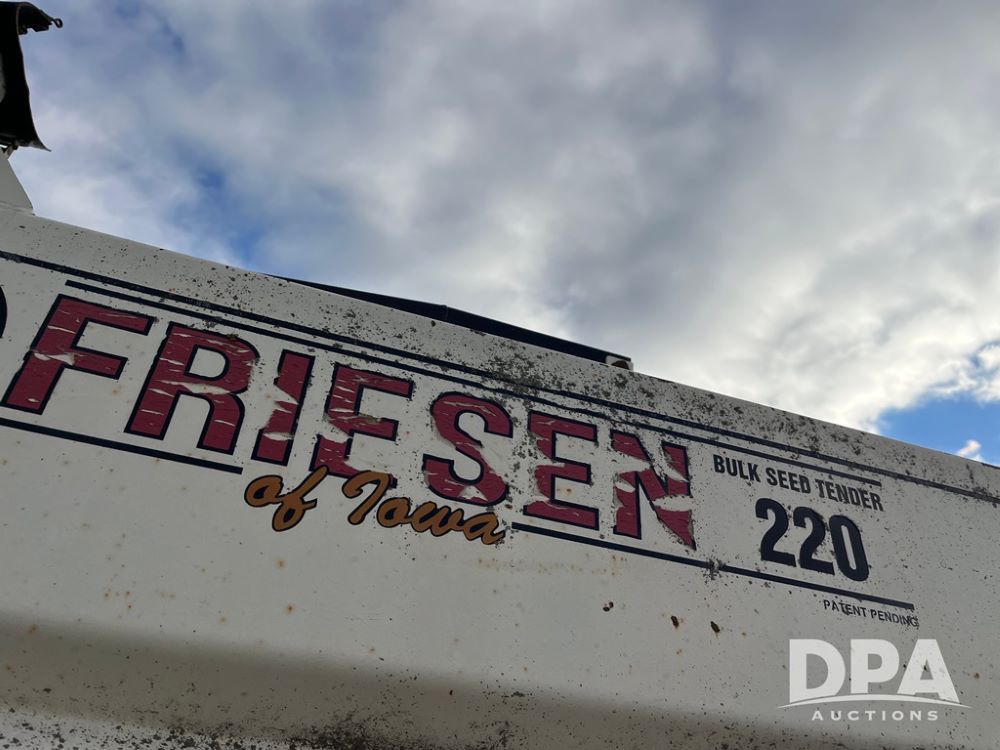 FRIESEN
of Iowa
BULK SEED TENDER
220
PATENT PENDING
DPA
AUCTIONS